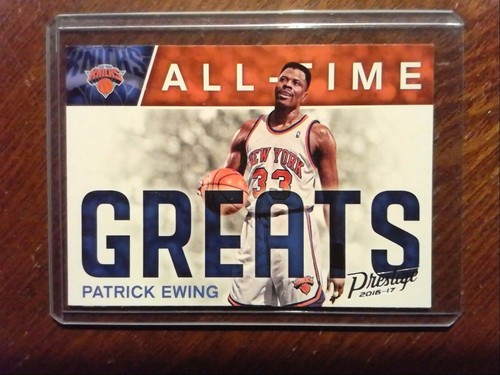 KNICKS
ALL-TIME
NEW YORK
33
GREATS
PATRICK EWING
Prestige
2016-17